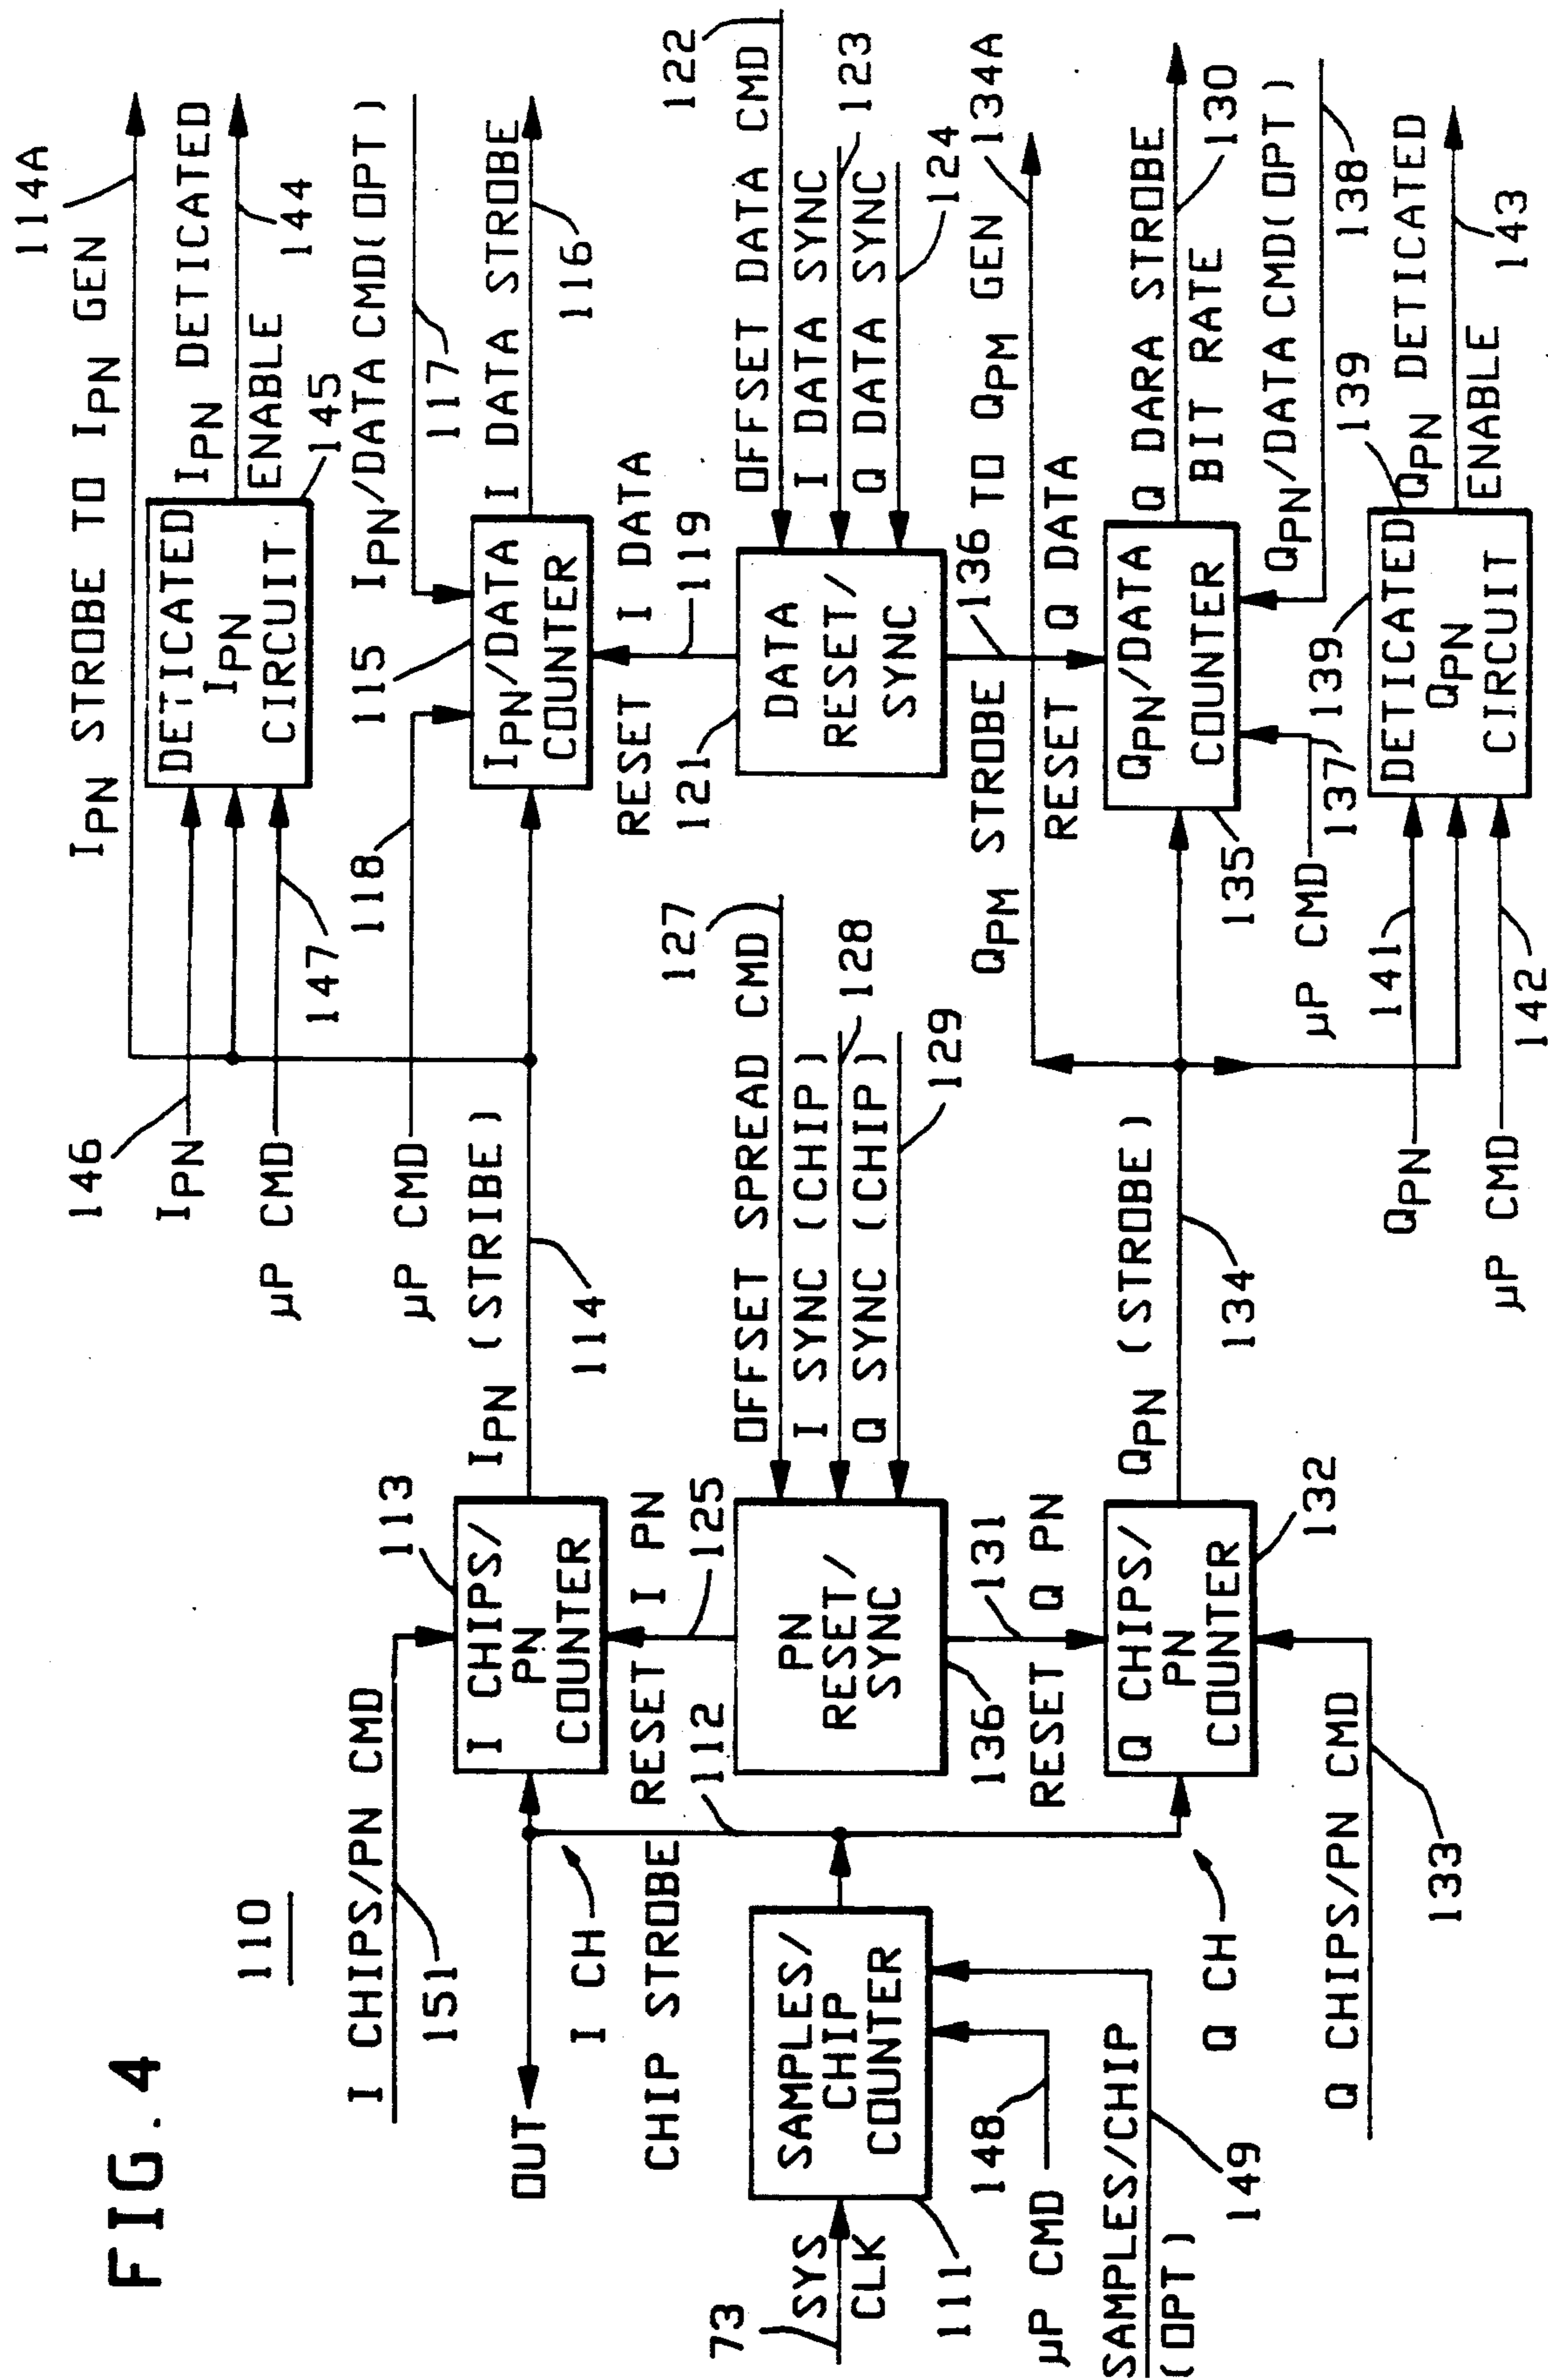 FIG. 4
110
I CHIPS/PN CMD
151
OUT
I CH
CHIP STROBE
112
73
SYS
CLK
111
SAMPLES/
CHIP
COUNTER
148
µP CMD
SAMPLES/CHIP
(OPT)
149
Q CH
Q CHIPS/PN CMD
133
113
I CHIPS/
PN
COUNTER
RESET I PN
125
PN
RESET/
SYNC
136
131
RESET Q PN
Q CHIPS/
PN
COUNTER
132
IPN (STRIBE)
114
OFFSET SPREAD CMD
127
I SYNC (CHIP)
128
Q SYNC (CHIP)
129
QPN (STROBE)
134
146
IPN
µP CMD
147
µP CMD
118
IPN STROBE TO IPN GEN
114A
DETICATED
IPN
CIRCUIT
145
IPN DETICATED
ENABLE
144
115
IPN/DATA CMD(OPT)
117
IPN/DATA
COUNTER
I DATA STROBE
116
RESET I DATA
119
121
DATA
RESET/
SYNC
OFFSET DATA CMD
122
I DATA SYNC
123
Q DATA SYNC
124
136
QPM STROBE TO QPM GEN
134A
RESET Q DATA
QPN/DATA
COUNTER
135
Q DARA STROBE
BIT RATE
130
QPN/DATA CMD(OPT)
138
µP CMD
137
139
139
DETICATED
QPN
CIRCUIT
QPN DETICATED
ENABLE
143
141
QPN
142
µP CMD